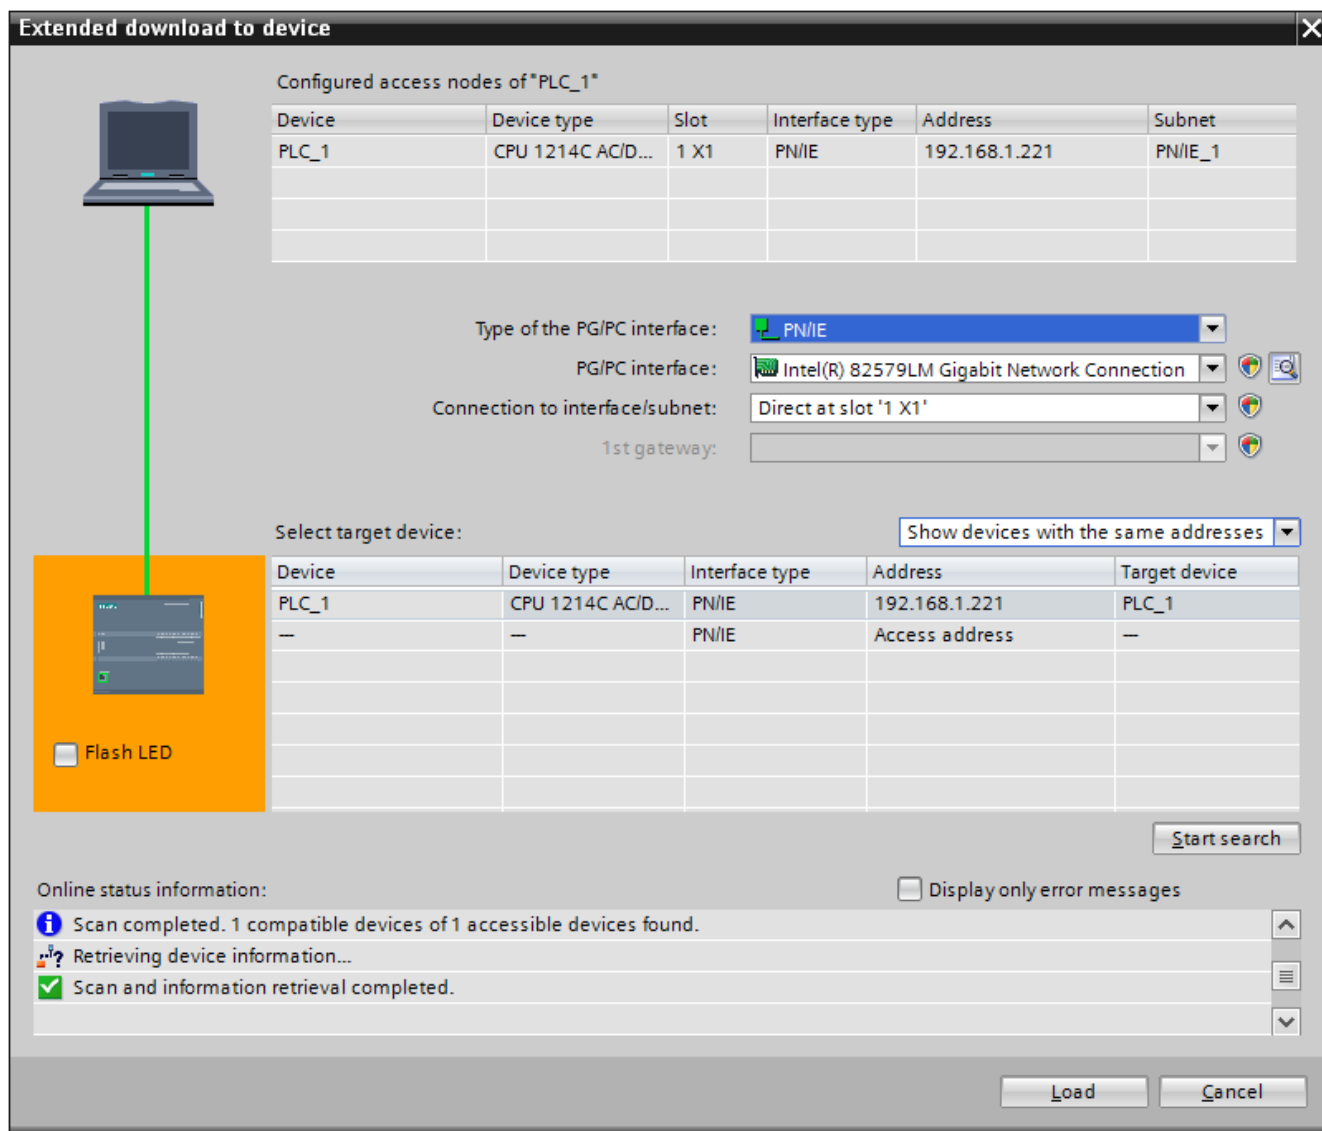 Extended download to device
Configured access nodes of "PLC_1"
Device Device type Slot Interface type Address Subnet
PLC_1 CPU 1214C AC/D... 1 X1 PN/IE 192.168.1.221 PN/IE_1
Type of the PG/PC interface: PN/IE
PG/PC interface: Intel(R) 82579LM Gigabit Network Connection
Connection to interface/subnet: Direct at slot '1 X1'
1st gateway:
Select target device: Show devices with the same addresses
Device Device type Interface type Address Target device
PLC_1 CPU 1214C AC/D... PN/IE 192.168.1.221 PLC_1
— — PN/IE Access address —
Flash LED
Start search
Online status information: Display only error messages
Scan completed. 1 compatible devices of 1 accessible devices found.
Retrieving device information...
Scan and information retrieval completed.
Load Cancel